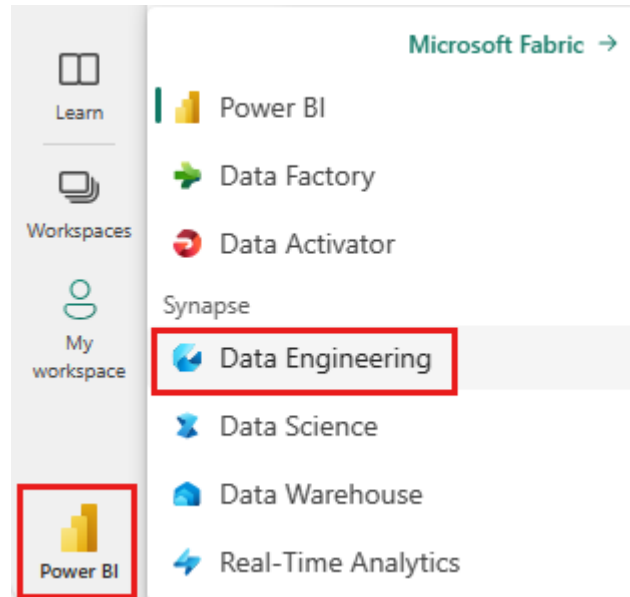 Learn
Workspaces
My
workspace
Power BI
Microsoft Fabric →
Power BI
Data Factory
Data Activator
Synapse
Data Engineering
Data Science
Data Warehouse
Real-Time Analytics